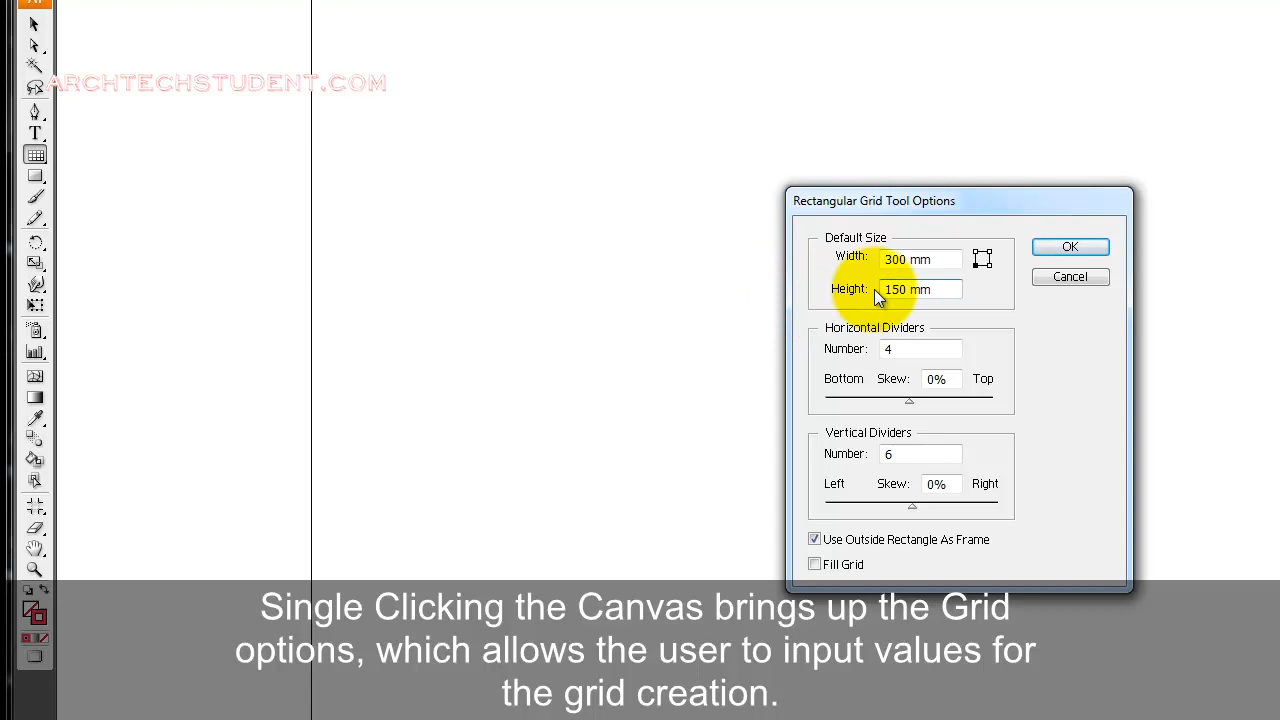 Ai
ARCHTECHSTUDENT.COM
T
Rectangular Grid Tool Options
Default Size
Width: 300 mm
OK
Height: 150 mm
Cancel
Horizontal Dividers
Number: 4
Bottom Skew: 0% Top
Vertical Dividers
Number: 6
Left Skew: 0% Right
Use Outside Rectangle As Frame
Fill Grid
Single Clicking the Canvas brings up the Grid
options, which allows the user to input values for
the grid creation.